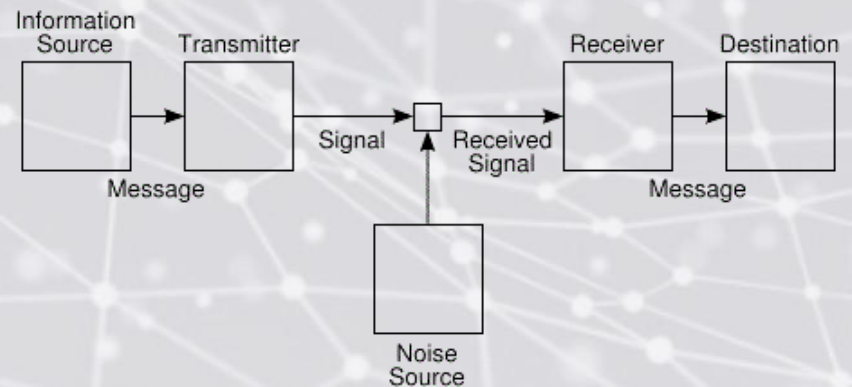 Information
Source
Transmitter
Receiver
Destination
Signal
Received
Signal
Message
Message
Noise
Source